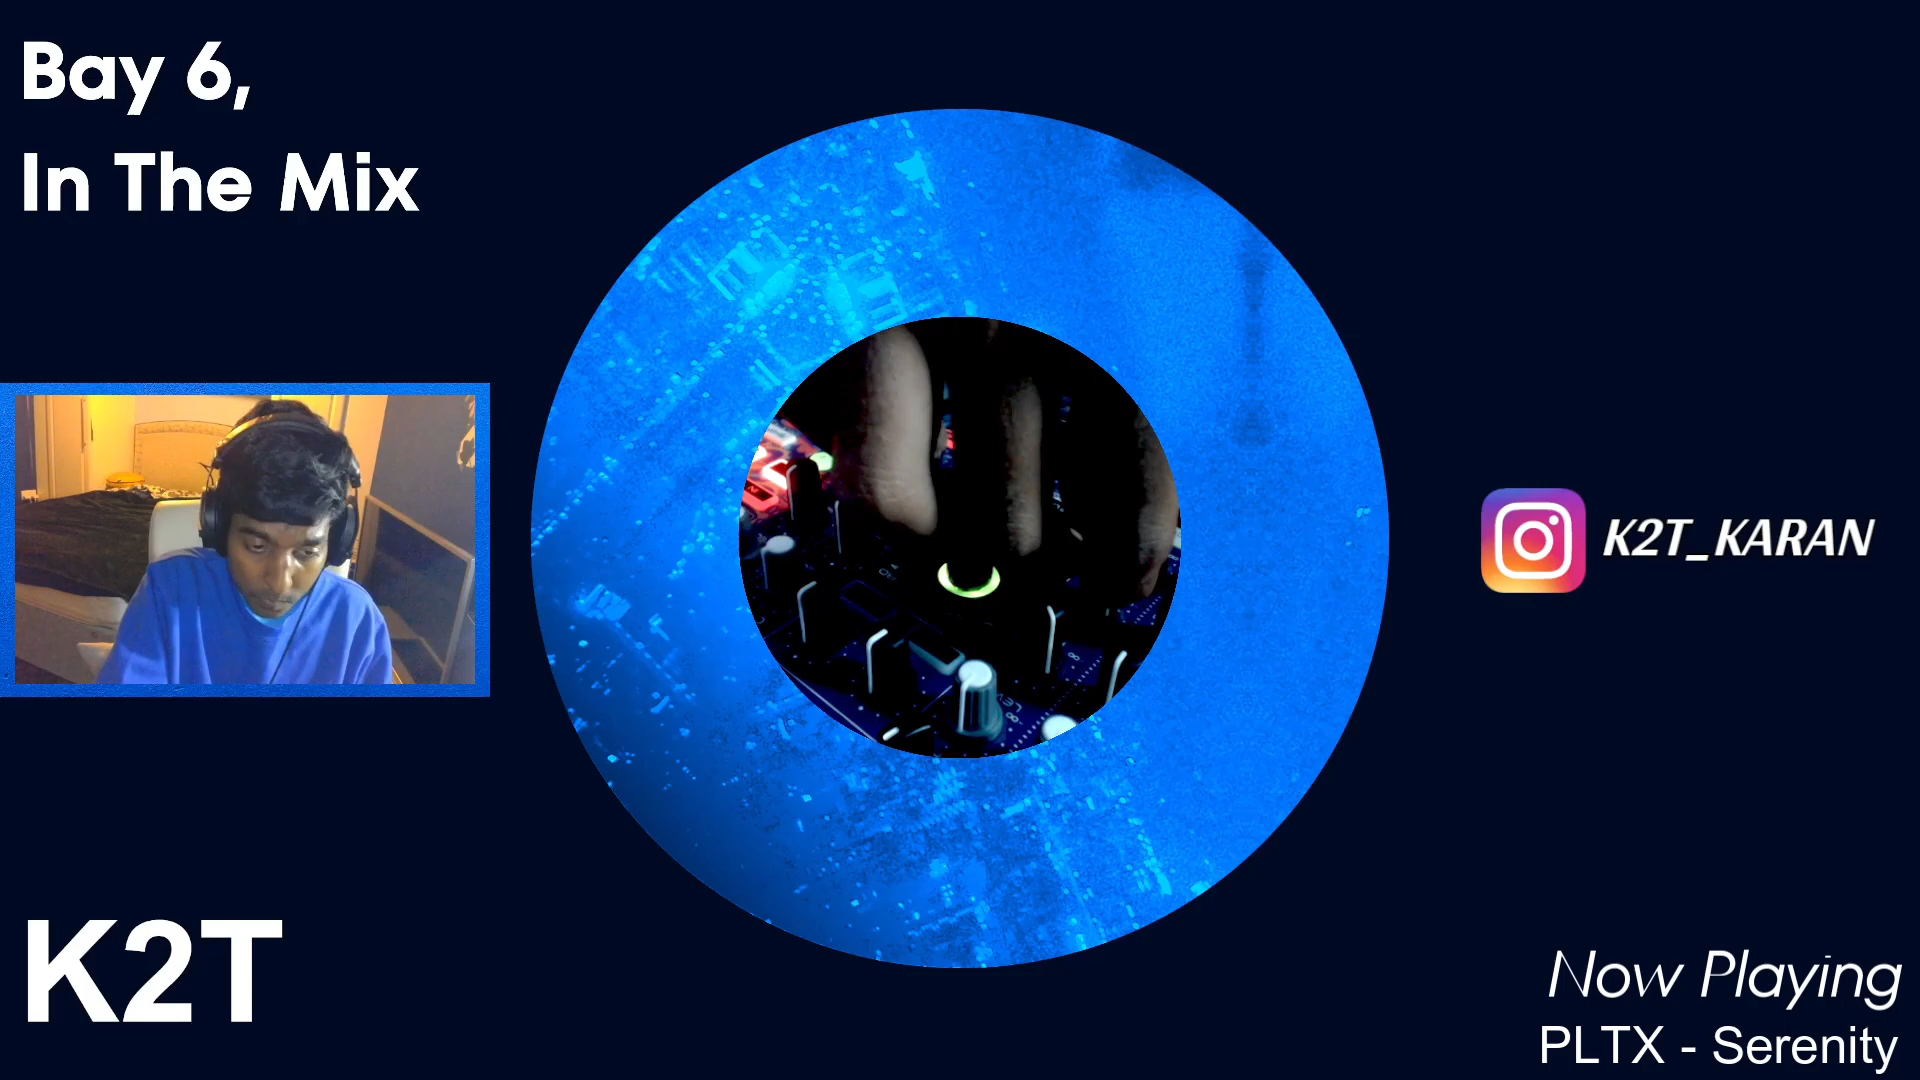 Bay 6,
In The Mix
K2T_KARAN
K2T
Now Playing
PLTX - Serenity